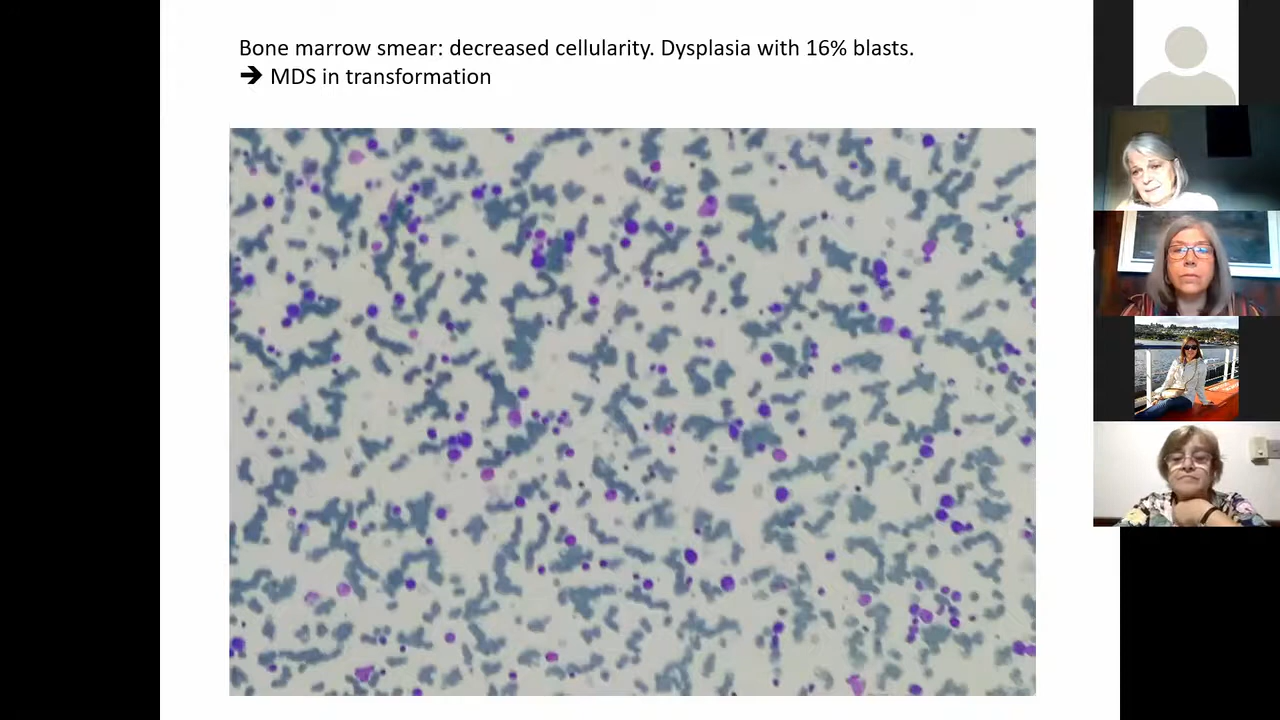 Bone marrow smear: decreased cellularity. Dysplasia with 16% blasts.
➔ MDS in transformation